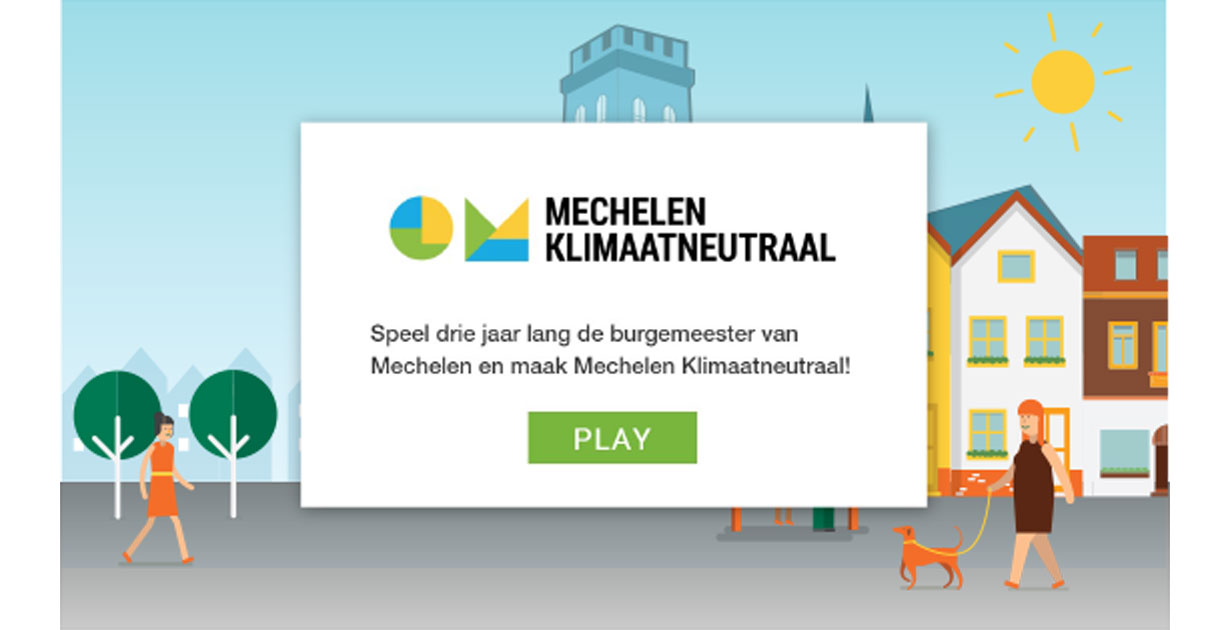 MECHELEN
KLIMAATNEUTRAAL
Speel drie jaar lang de burgemeester van
Mechelen en maak Mechelen Klimaatneutraal!
PLAY